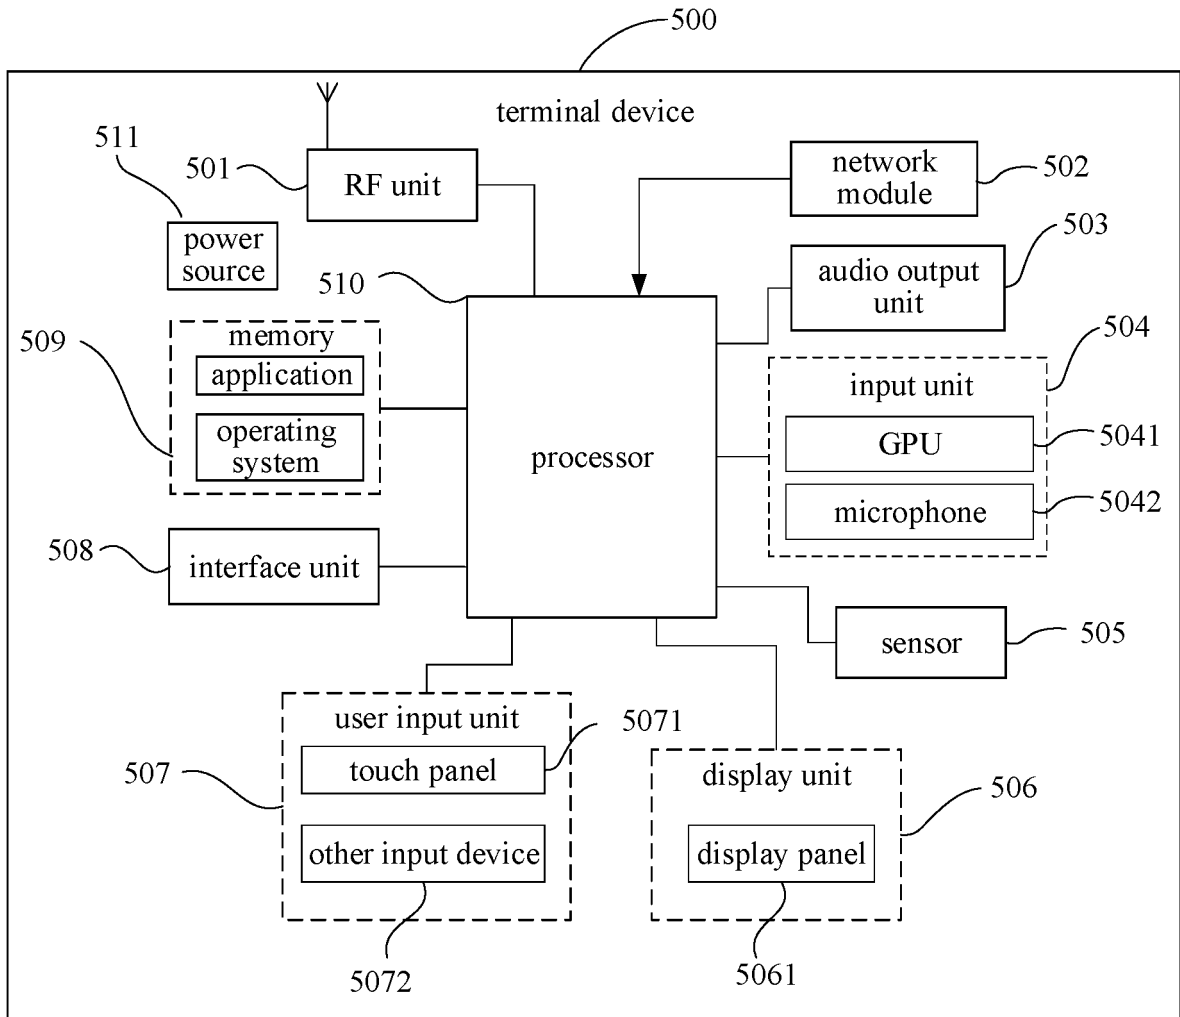 500
terminal device
511
501
RF unit
network
module
502
power
source
503
audio output
unit
510
504
509
memory
application
operating
system
input unit
GPU
5041
microphone
5042
processor
508
interface unit
sensor
505
user input unit
5071
touch panel
507
other input device
5072
display unit
506
display panel
5061